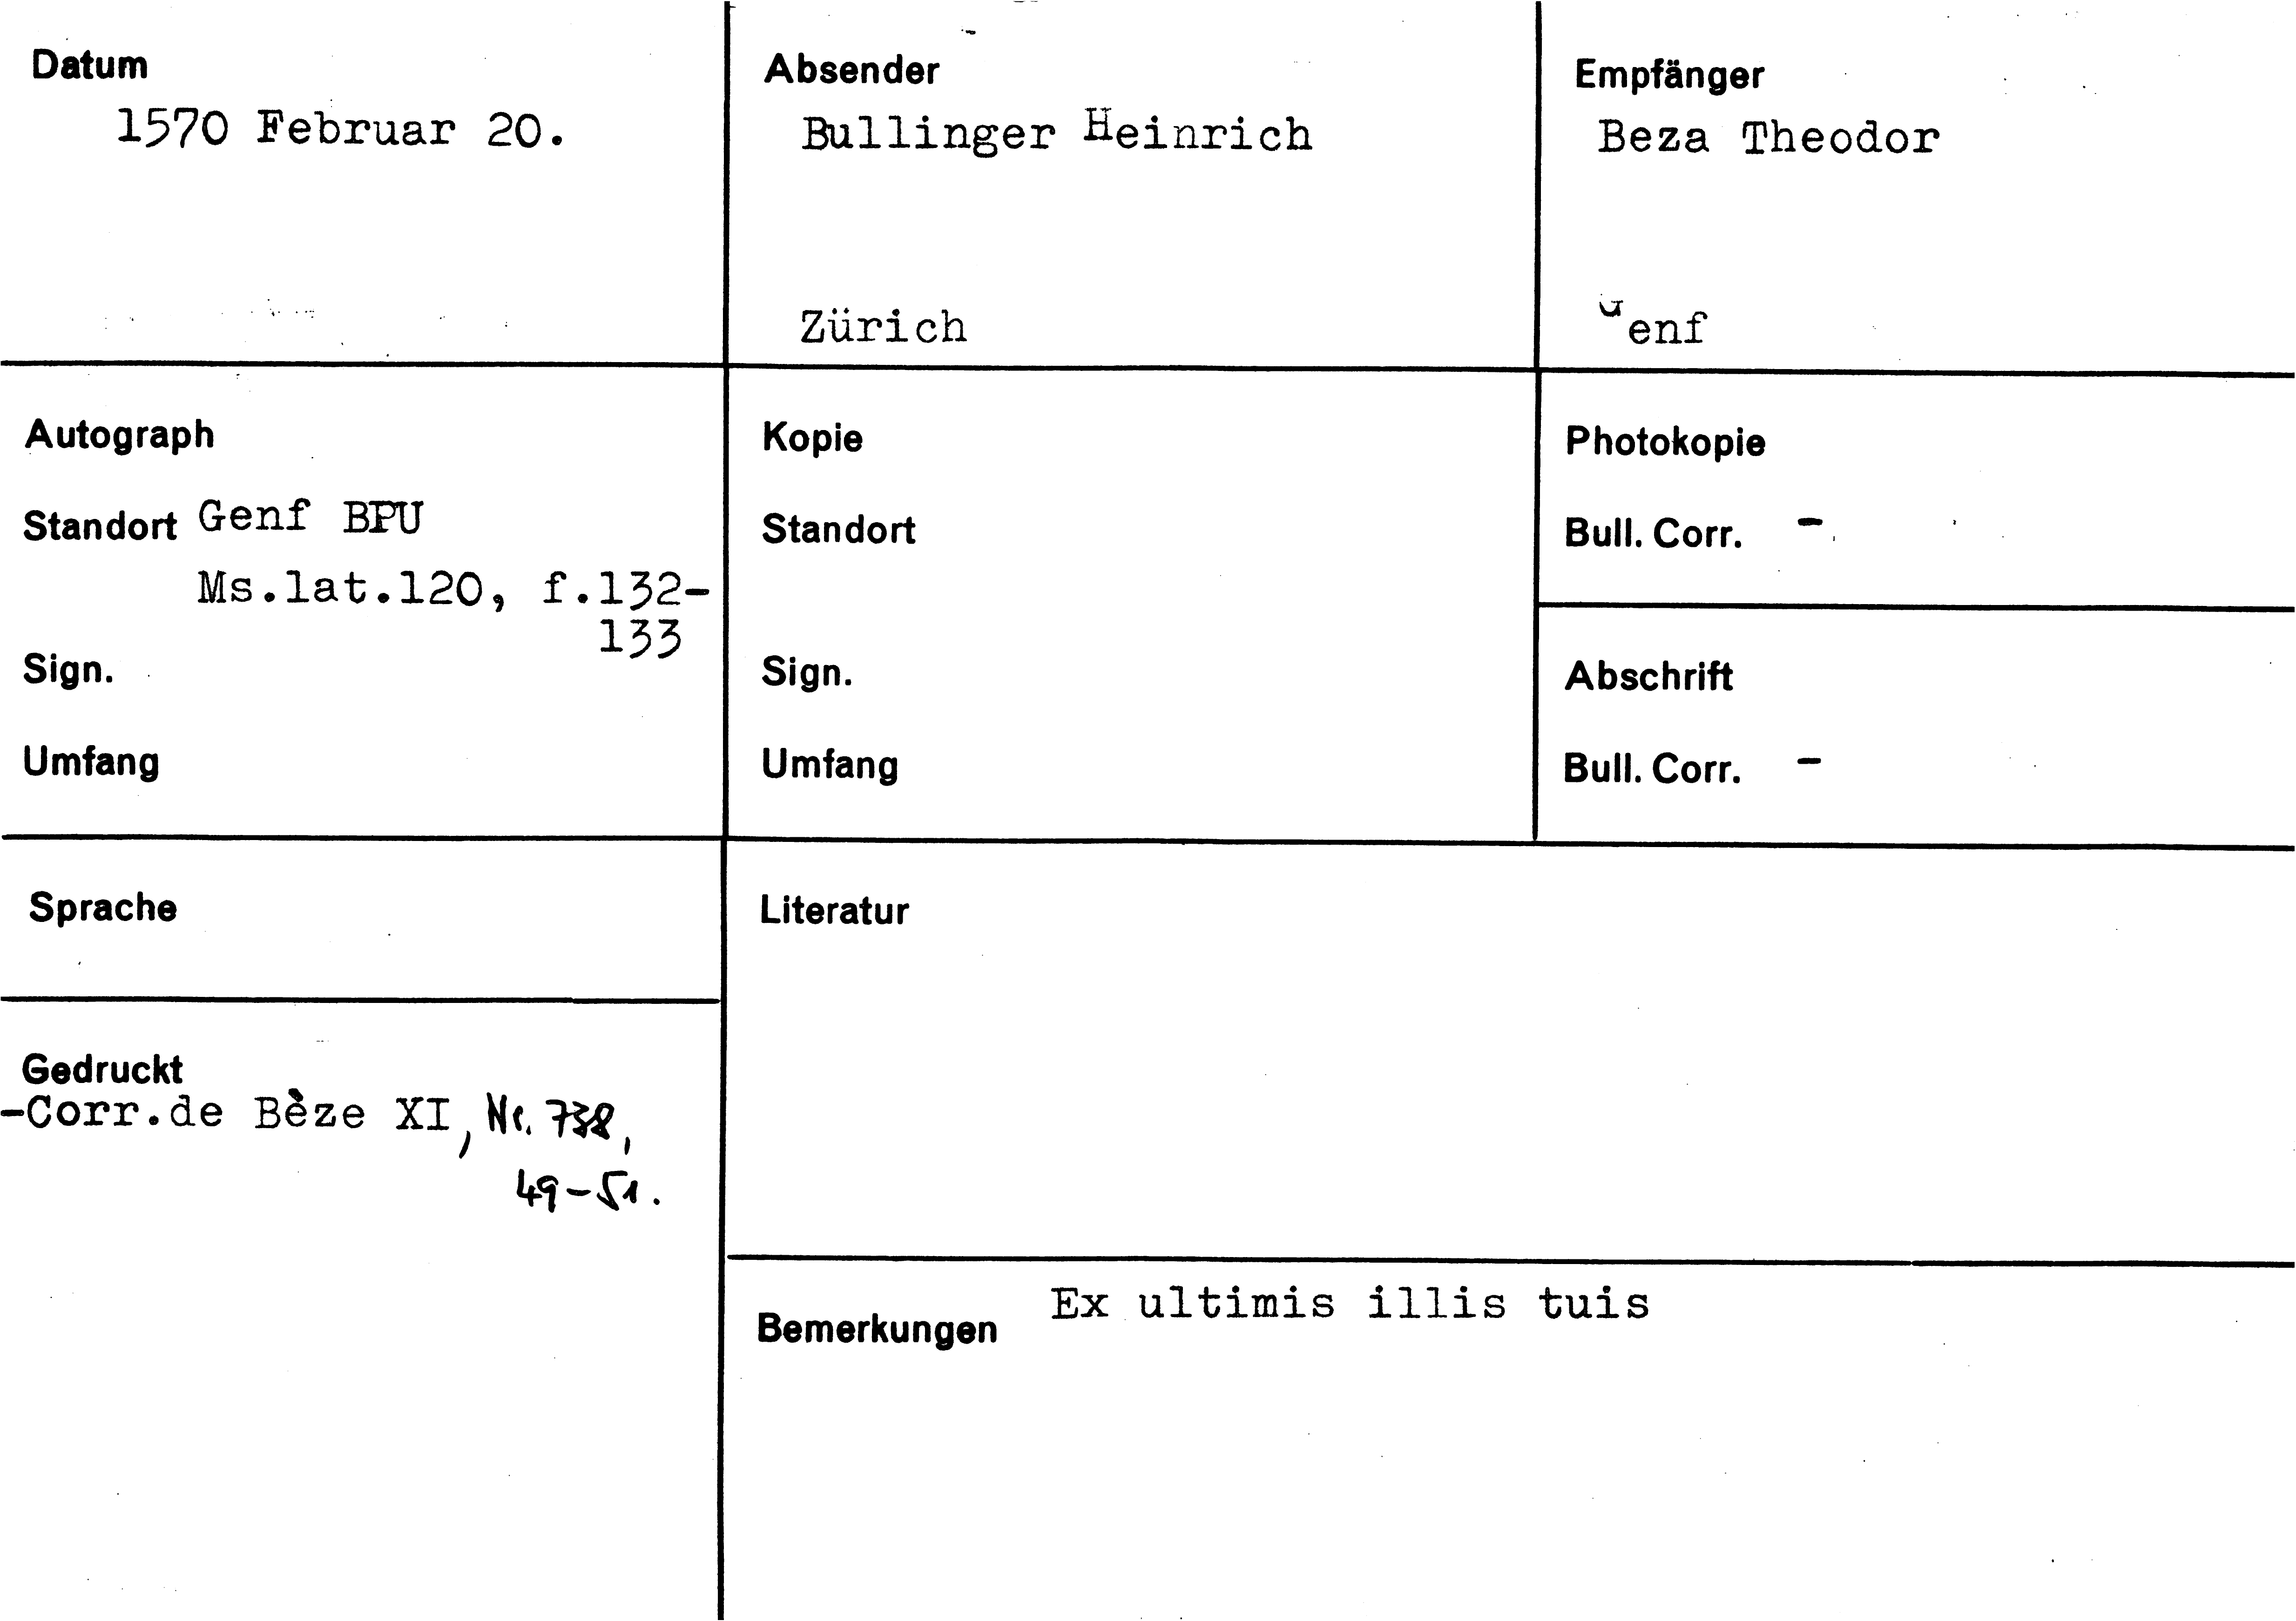 Datum
1570 Februar 20.
Absender
Bullinger Heinrich
Zürich
Empfänger
Beza Theodor
Genf
Autograph
Standort Genf BPU
Ms.lat.120, f.132-
133
Sign.
Umfang
Kopie
Standort
Sign.
Umfang
Photokopie
Bull. Corr. -
Abschrift
Bull. Corr. -
Sprache
Gedruckt
-Corr.de Bèze XI, Nr. 738,
49-51.
Literatur
Bemerkungen Ex ultimis illis tuis